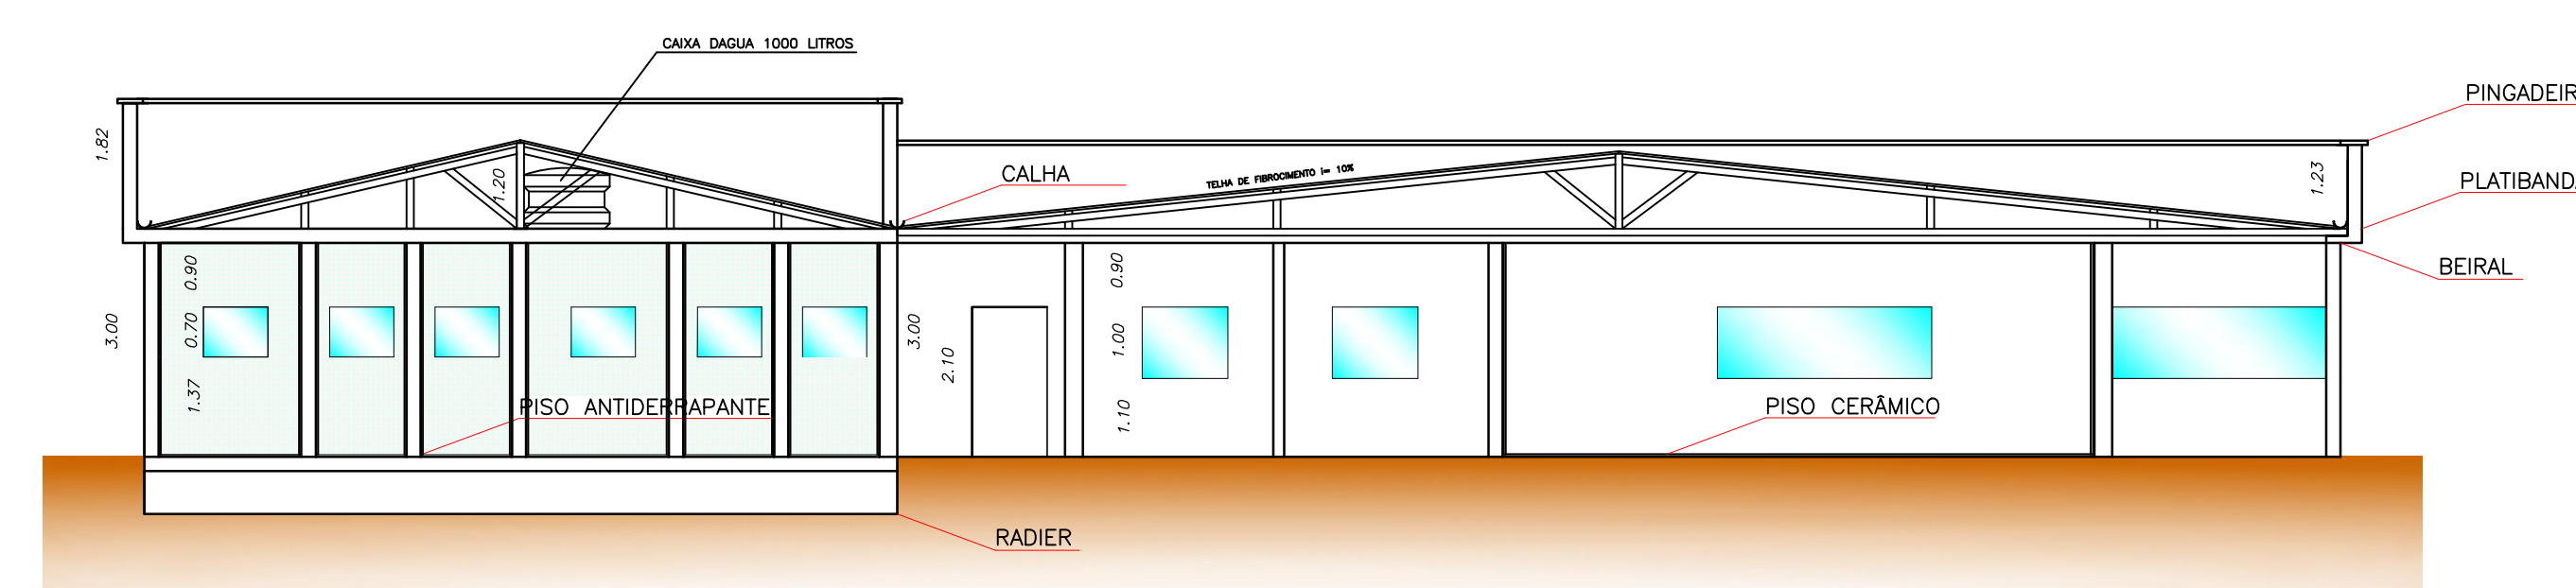 CAIXA DAGUA 1000 LITROS
PINGADEIR
1.82
CALHA
TELHA DE FIBROCIMENTO i= 10%
1.20
1.23
PLATIBANDA
BEIRAL
0.90
0.90
3.00
0.70
3.00
1.00
2.10
1.37
PISO ANTIDERRAPANTE
1.10
PISO CERÂMICO
RADIER